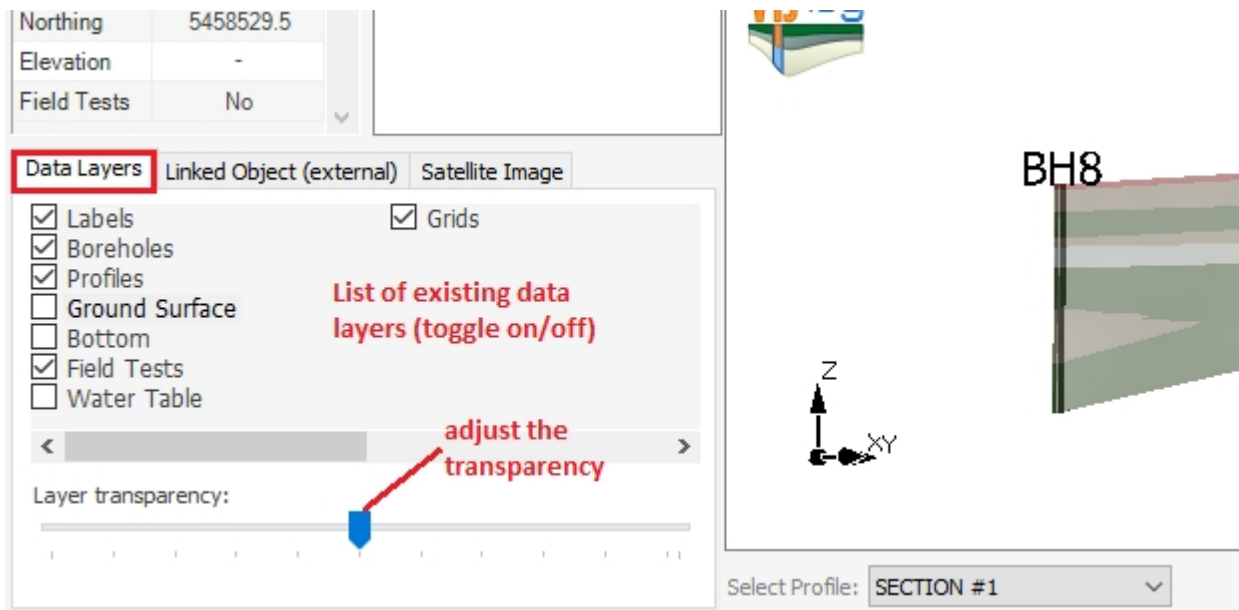 Northing 5458529.5
Elevation -
Field Tests No
Data Layers Linked Object (external) Satellite Image
Labels Grids
Boreholes
Profiles
Ground Surface
Bottom
Field Tests
Water Table
List of existing data
layers (toggle on/off)
adjust the
transparency
Layer transparency:
BH8
Z
XY
Select Profile: SECTION #1